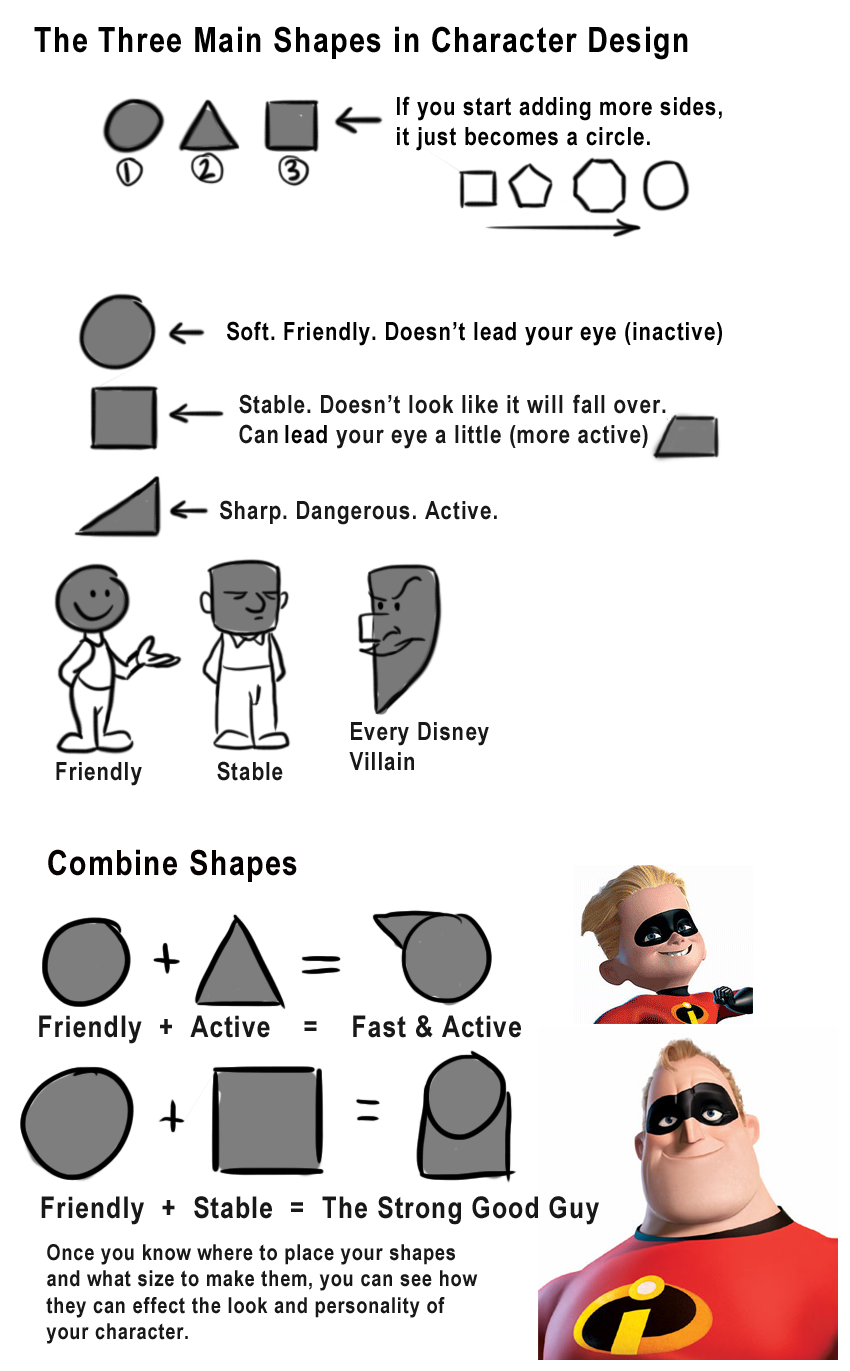 The Three Main Shapes in Character Design
If you start adding more sides,
it just becomes a circle.
1 2 3
Soft. Friendly. Doesn't lead your eye (inactive)
Stable. Doesn't look like it will fall over.
Can lead your eye a little (more active)
Sharp. Dangerous. Active.
Friendly
Stable
Every Disney
Villain
Combine Shapes
+ =
Friendly + Active = Fast & Active
+ =
Friendly + Stable = The Strong Good Guy
Once you know where to place your shapes
and what size to make them, you can see how
they can effect the look and personality of
your character.